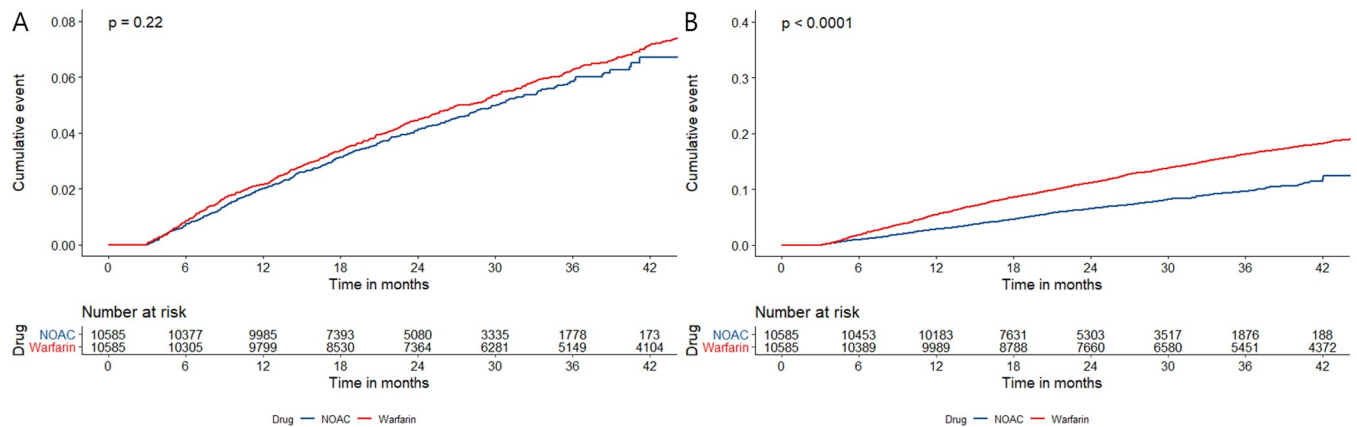 A
p = 0.22
Cumulative event
0.08
0.06
0.04
0.02
0.00
0 6 12 18 24 30 36 42
Time in months
Number at risk
Drug
NOAC 10585 10377 9985 7393 5080 3335 1778 173
Warfarin 10585 10305 9799 8530 7364 6281 5149 4104
0 6 12 18 24 30 36 42
Time in months
Drug NOAC Warfarin
B
p < 0.0001
Cumulative event
0.4
0.3
0.2
0.1
0.0
0 6 12 18 24 30 36 42
Time in months
Number at risk
Drug
NOAC 10585 10453 10183 7631 5303 3517 1876 188
Warfarin 10585 10389 9989 8788 7660 6580 5451 4372
0 6 12 18 24 30 36 42
Time in months
Drug NOAC Warfarin